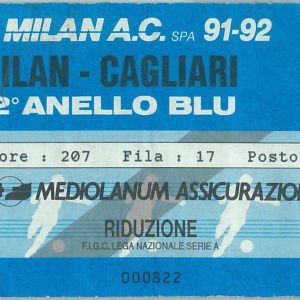 MILAN A.C. SPA 91-92
ILAN - CAGLIARI
2° ANELLO BLU
ore : 207 Fila : 17 Posto
MEDIOLANUM ASSICURAZION
RIDUZIONE
F.I.G.C. LEGA NAZIONALE SERIE A
000822